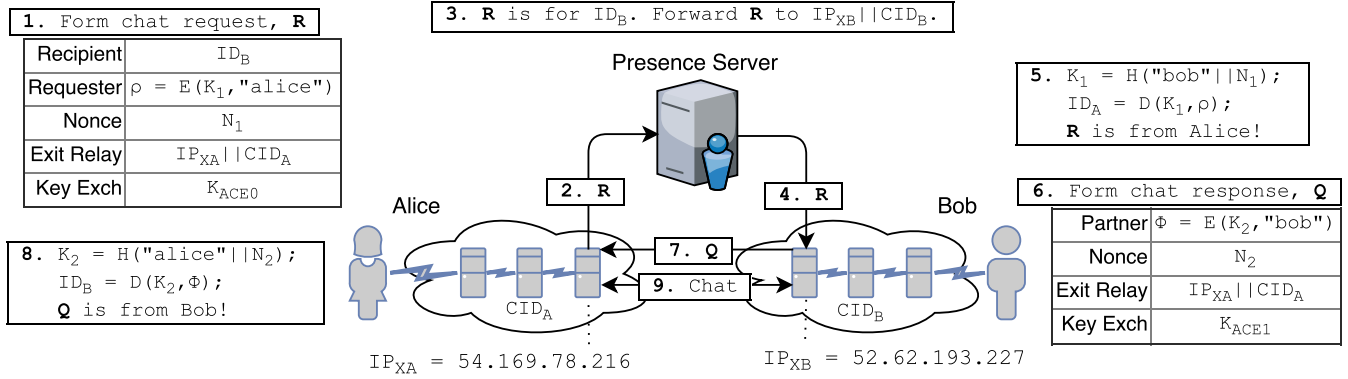 1. Form chat request, R
Recipient ID_B
Requester ρ = E(K_1,"alice")
Nonce N_1
Exit Relay IP_XA||CID_A
Key Exch K_ACE0
3. R is for ID_B. Forward R to IP_XB||CID_B.
Presence Server
2. R
4. R
5. K_1 = H("bob"||N_1);
ID_A = D(K_1,ρ);
R is from Alice!
6. Form chat response, Q
Partner Φ = E(K_2,"bob")
Nonce N_2
Exit Relay IP_XA||CID_A
Key Exch K_ACE1
Alice
Bob
7. Q
8. K_2 = H("alice"||N_2);
ID_B = D(K_2,Φ);
Q is from Bob!
9. Chat
CID_A
CID_B
IP_XA = 54.169.78.216
IP_XB = 52.62.193.227